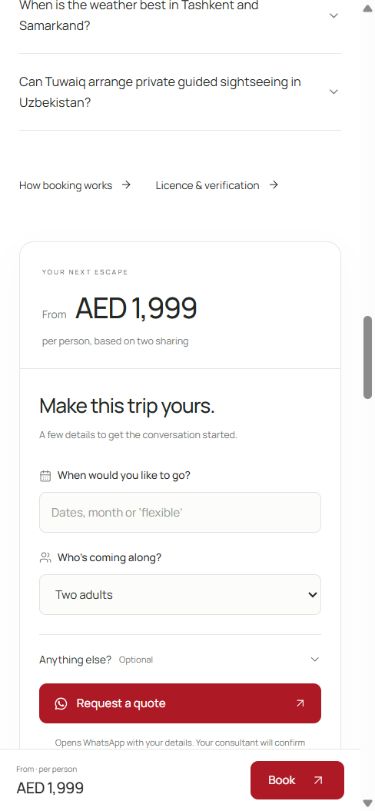 When is the weather best in Tashkent and
Samarkand?
Can Tuwaiq arrange private guided sightseeing in
Uzbekistan?
How booking works → Licence & verification →
YOUR NEXT ESCAPE
From AED 1,999
per person, based on two sharing
Make this trip yours.
A few details to get the conversation started.
When would you like to go?
Dates, month or 'flexible'
Who's coming along?
Two adults
Anything else? Optional
Request a quote
Opens WhatsApp with your details. Your consultant will confirm
From · per person
AED 1,999
Book